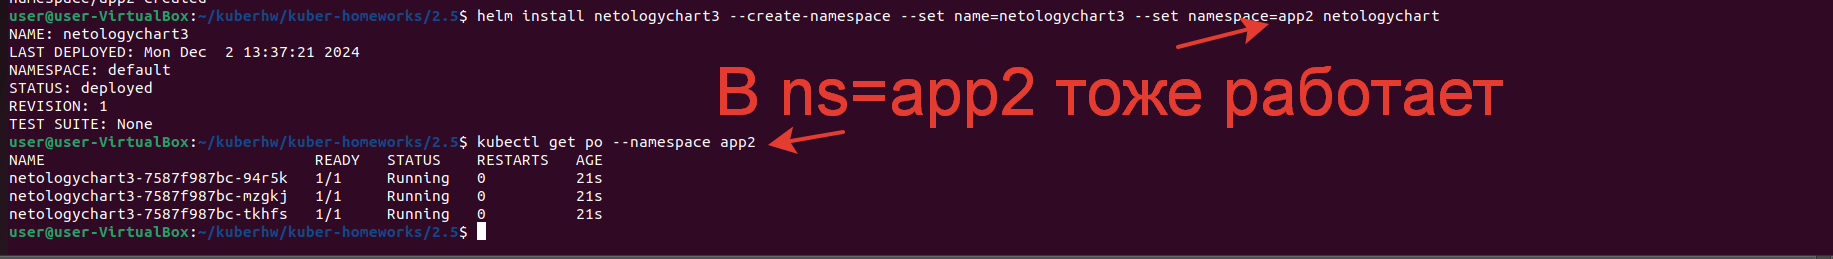 namespace/app2 created
user@user-VirtualBox:~/kuberhw/kuber-homeworks/2.5$ helm install netologychart3 --create-namespace --set name=netologychart3 --set namespace=app2 netologychart
NAME: netologychart3
LAST DEPLOYED: Mon Dec  2 13:37:21 2024
NAMESPACE: default
STATUS: deployed
REVISION: 1
TEST SUITE: None
В ns=app2 тоже работает
user@user-VirtualBox:~/kuberhw/kuber-homeworks/2.5$ kubectl get po --namespace app2
NAME                              READY   STATUS    RESTARTS   AGE
netologychart3-7587f987bc-94r5k   1/1     Running   0          21s
netologychart3-7587f987bc-mzgkj   1/1     Running   0          21s
netologychart3-7587f987bc-tkhfs   1/1     Running   0          21s
user@user-VirtualBox:~/kuberhw/kuber-homeworks/2.5$